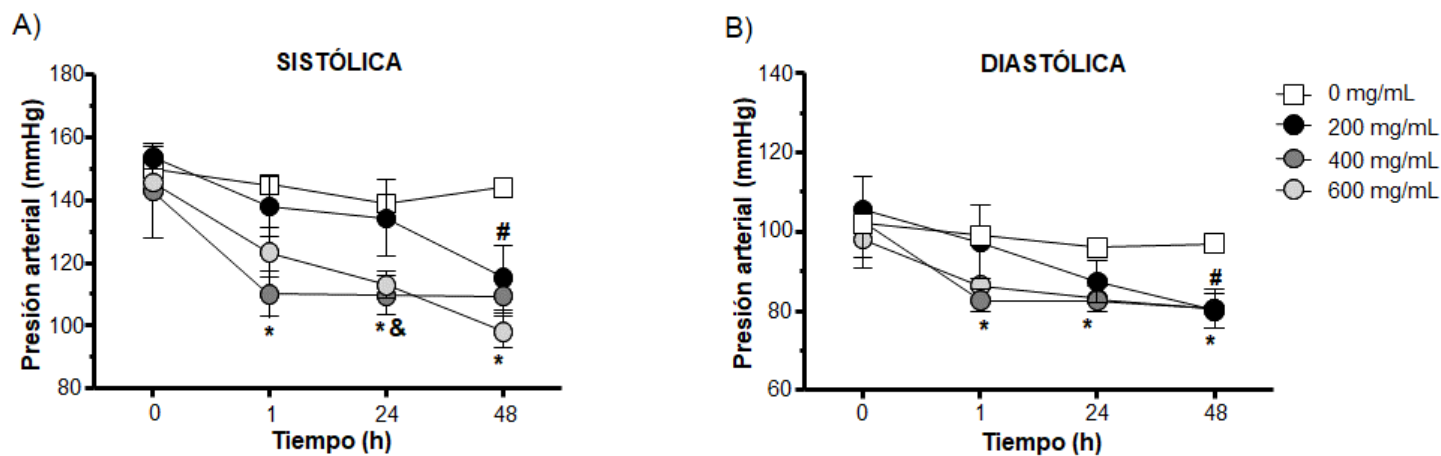 A)
SISTÓLICA
Presión arterial (mmHg)
180
160
140
120
100
80
#
*
*&
*
0 1 24 48
Tiempo (h)
B)
DIASTÓLICA
Presión arterial (mmHg)
140
120
100
80
60
#
*
*
*
0 1 24 48
Tiempo (h)
0 mg/mL
200 mg/mL
400 mg/mL
600 mg/mL